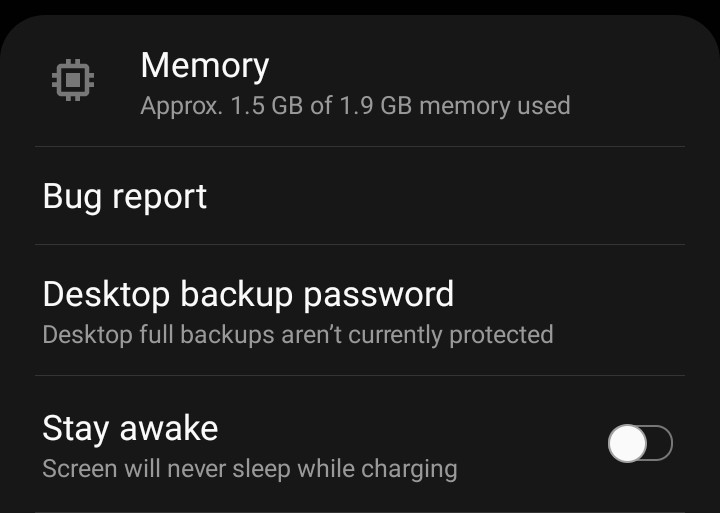 Memory
Approx. 1.5 GB of 1.9 GB memory used
Bug report
Desktop backup password
Desktop full backups aren’t currently protected
Stay awake
Screen will never sleep while charging